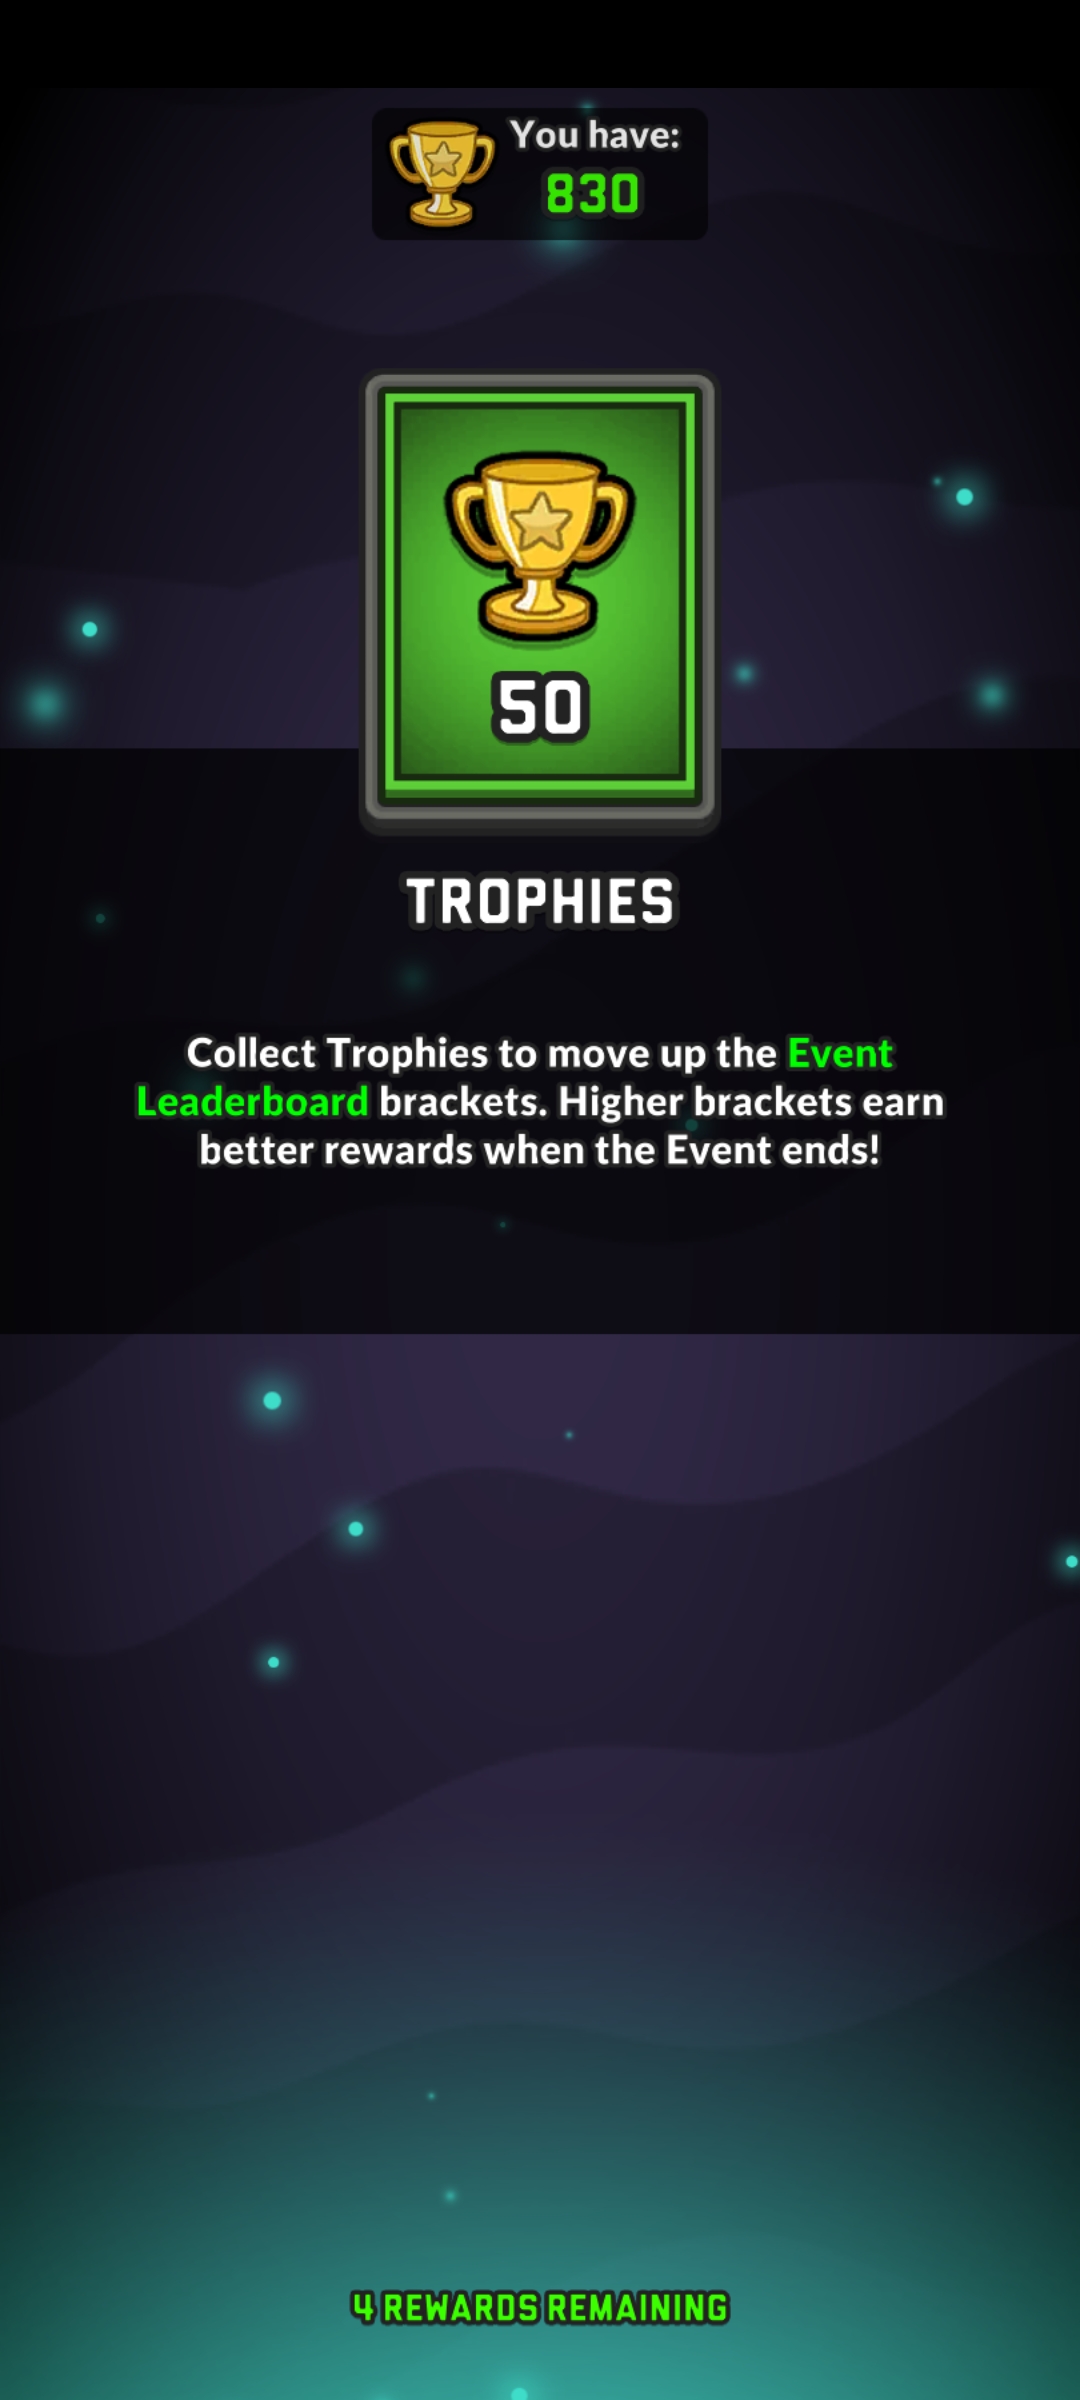 You have:
830
50
TROPHIES
Collect Trophies to move up the Event
Leaderboard brackets. Higher brackets earn
better rewards when the Event ends!
4 REWARDS REMAINING